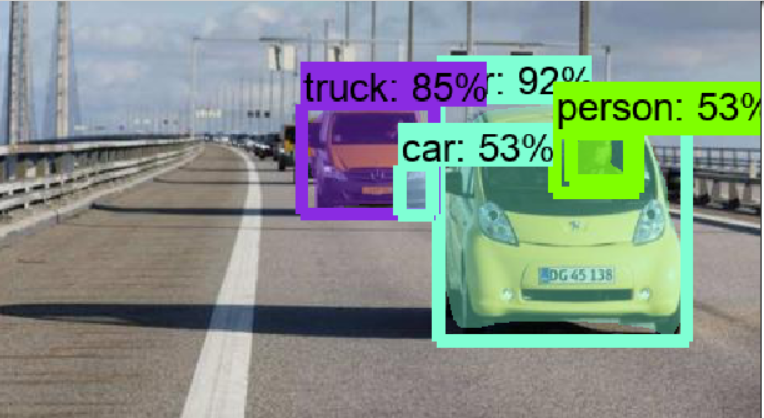 truck: 85%
r: 92%
person: 53%
car: 53%
DG 45 138